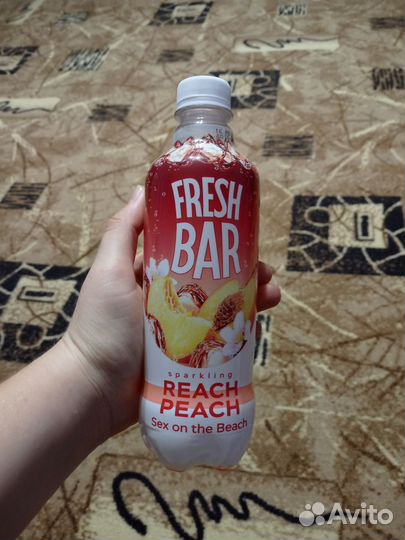 FRESH
BAR
sparkling
REACH
PEACH
Sex on the Beach
Avito